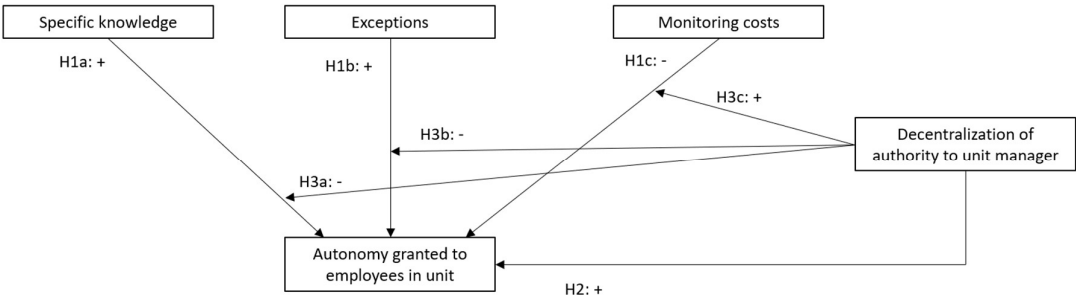 Specific knowledge
Exceptions
Monitoring costs
H1a: +
H1b: +
H1c: -
H3c: +
H3b: -
Decentralization of
authority to unit manager
H3a: -
Autonomy granted to
employees in unit
H2: +